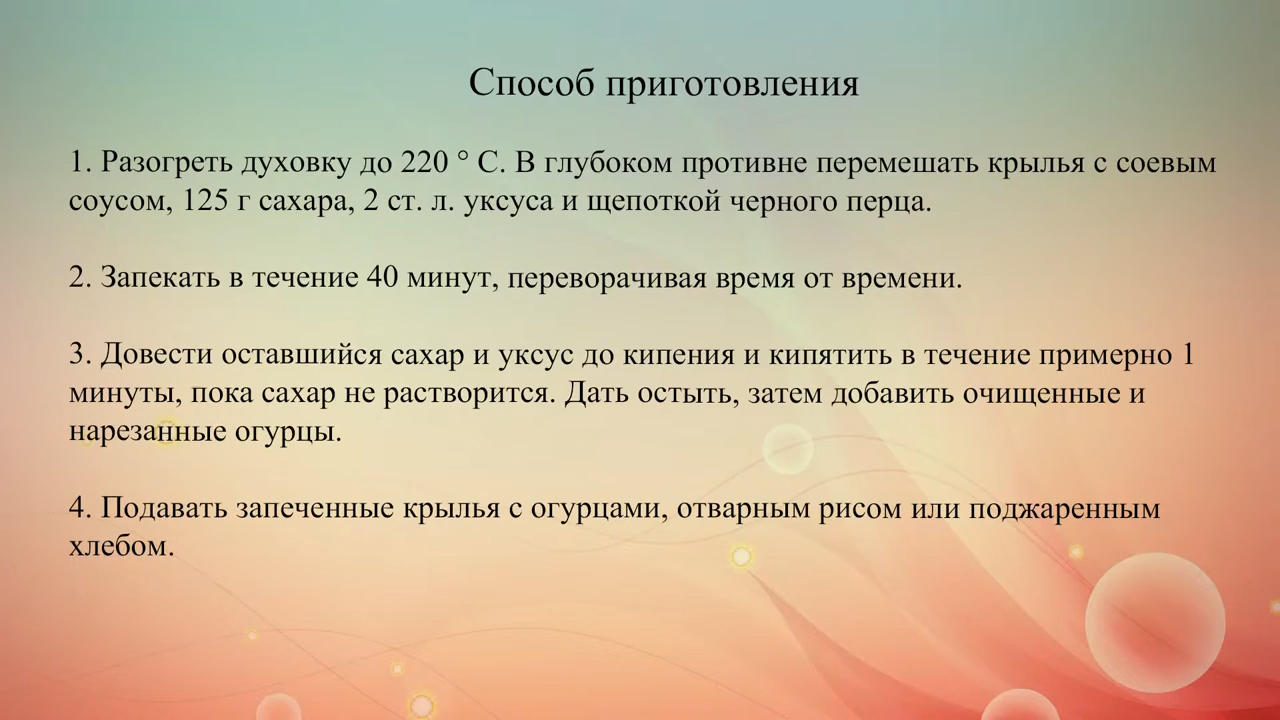 Способ приготовления
1. Разогреть духовку до 220 ° C. В глубоком противне перемешать крылья с соевым
соусом, 125 г сахара, 2 ст. л. уксуса и щепоткой черного перца.
2. Запекать в течение 40 минут, переворачивая время от времени.
3. Довести оставшийся сахар и уксус до кипения и кипятить в течение примерно 1
минуты, пока сахар не растворится. Дать остыть, затем добавить очищенные и
нарезанные огурцы.
4. Подавать запеченные крылья с огурцами, отварным рисом или поджаренным
хлебом.